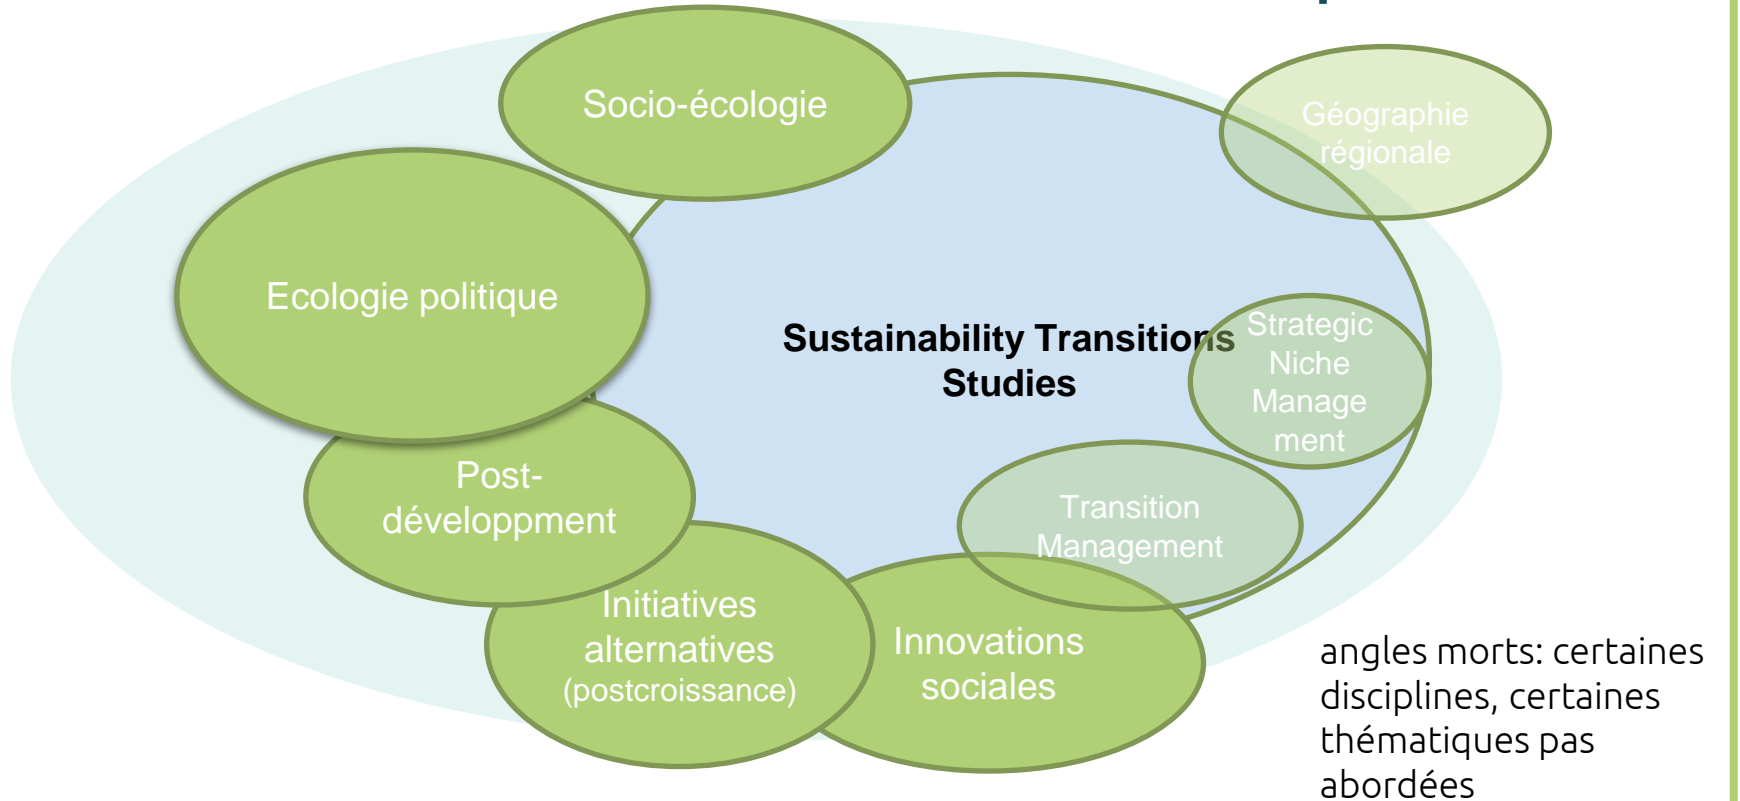 Socio-écologie
Géographie
régionale
Ecologie politique
Sustainability Transitions
Studies
Strategic
Niche
Manage
ment
Post-
développment
Transition
Management
Initiatives
alternatives
(postcroissance)
Innovations
sociales
angles morts: certaines
disciplines, certaines
thématiques pas
abordées